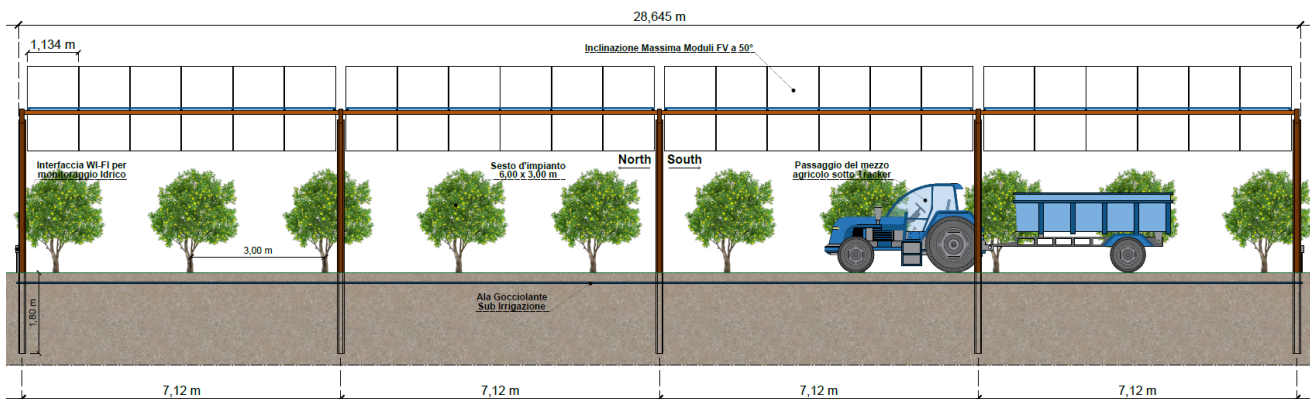 28,645 m
1,134 m
Inclinazione Massima Moduli FV a 50°
Interfaccia WI-FI per
monitoraggio Idrico
Sesto d'impianto
6,00 x 3,00 m
North
South
Passaggio del mezzo
agricolo sotto Tracker
3,00 m
Ala Gocciolante
Sub Irrigazione
1,80 m
7,12 m
7,12 m
7,12 m
7,12 m